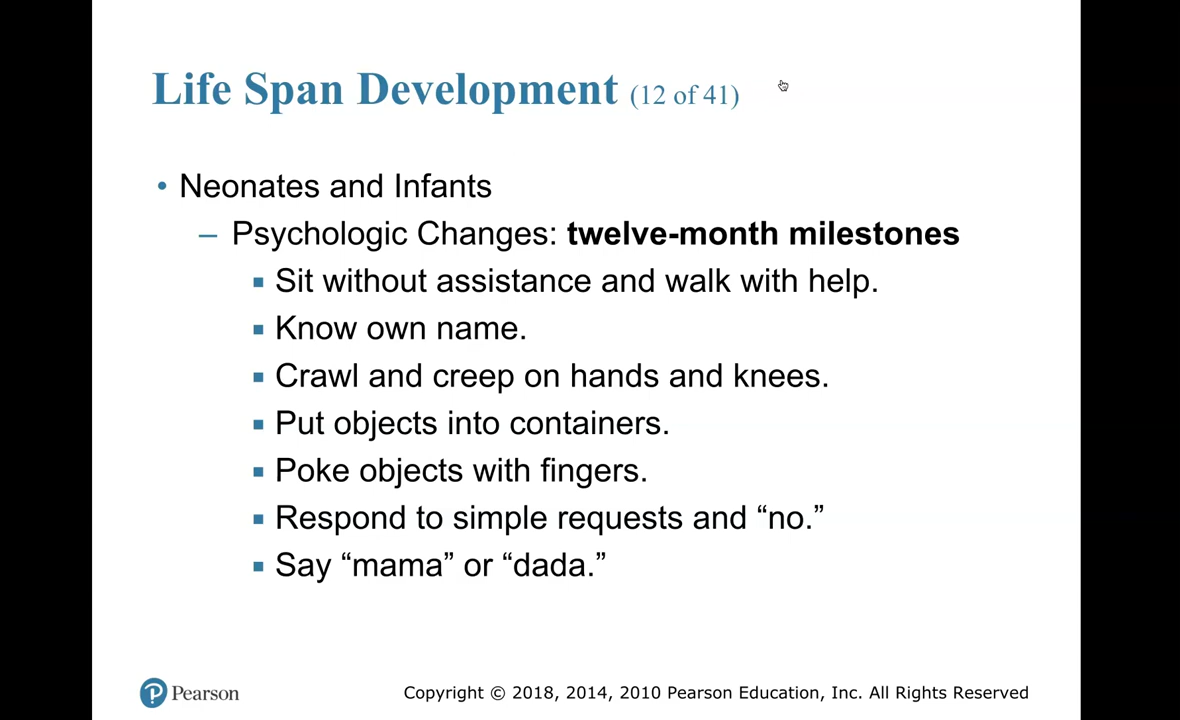 Life Span Development (12 of 41)
• Neonates and Infants
– Psychologic Changes: twelve-month milestones
▪ Sit without assistance and walk with help.
▪ Know own name.
▪ Crawl and creep on hands and knees.
▪ Put objects into containers.
▪ Poke objects with fingers.
▪ Respond to simple requests and “no.”
▪ Say “mama” or “dada.”
P Pearson
Copyright © 2018, 2014, 2010 Pearson Education, Inc. All Rights Reserved